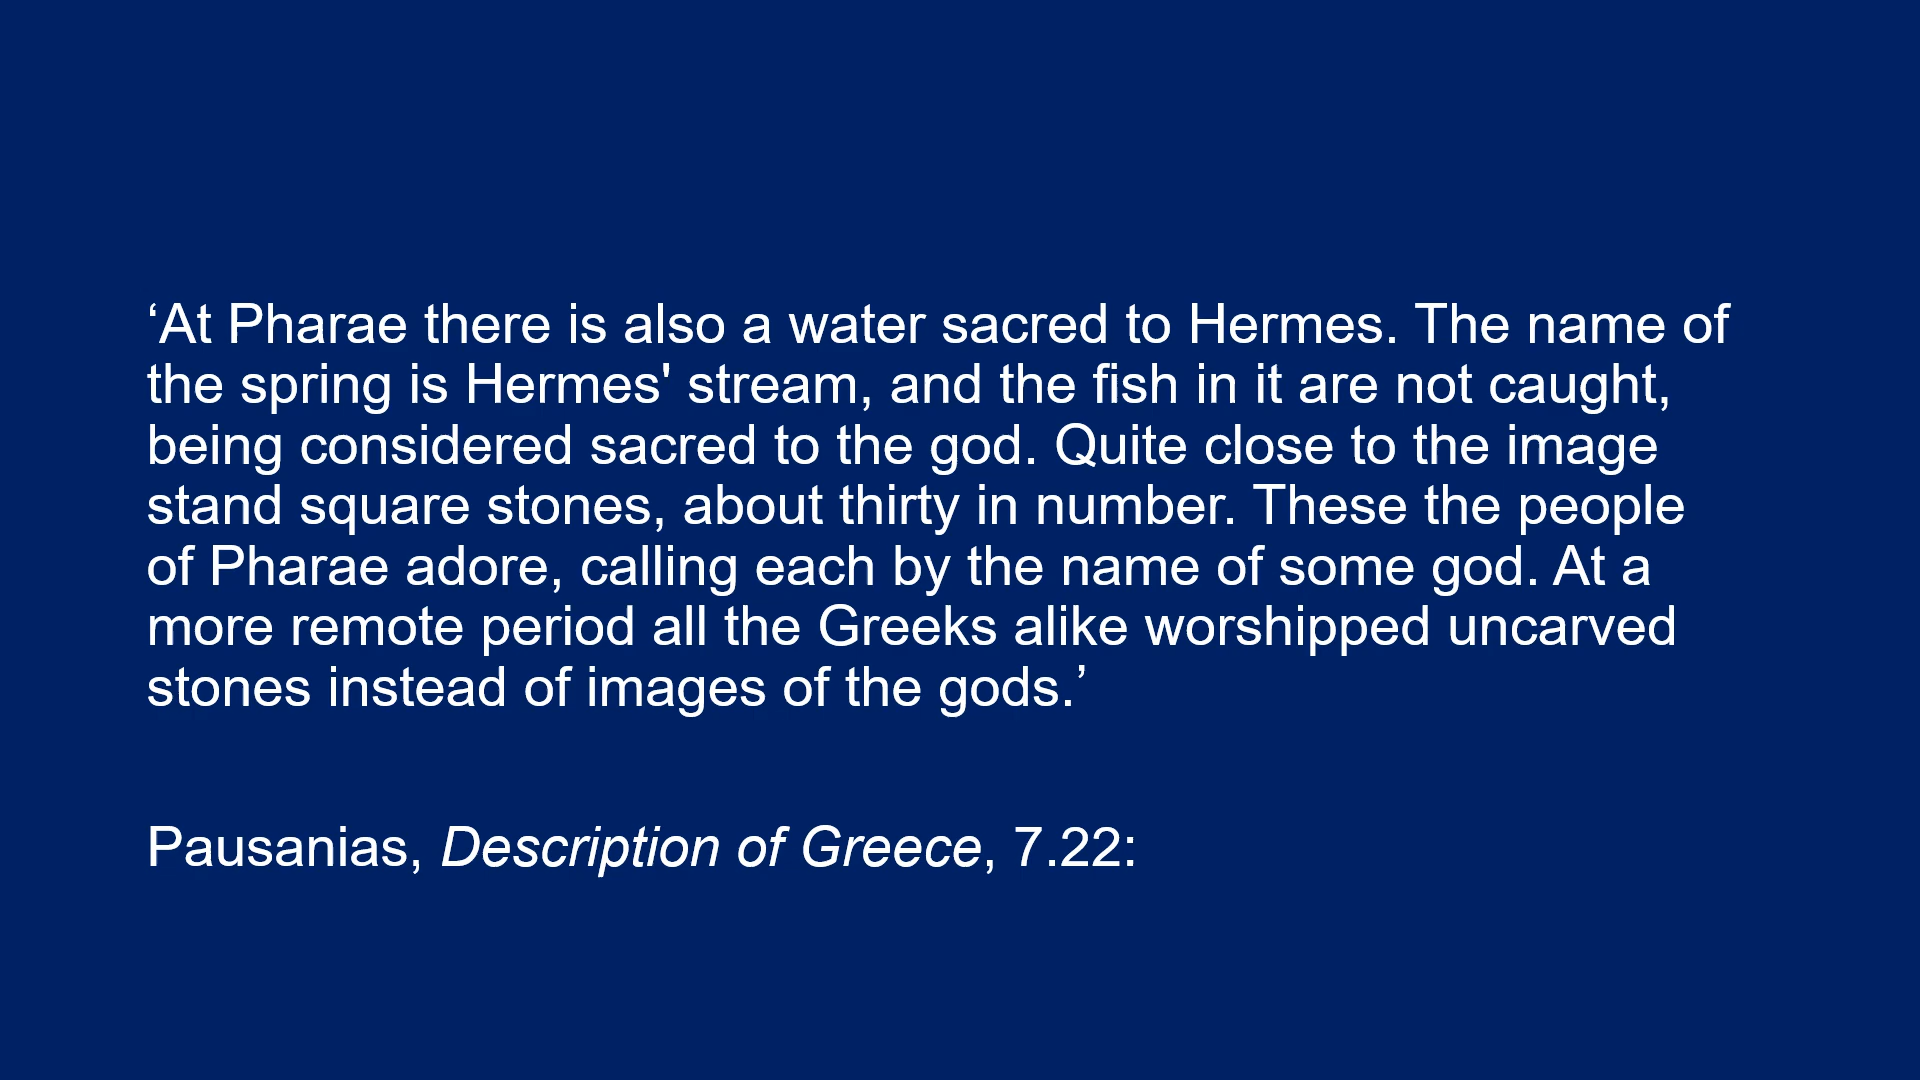 ‘At Pharae there is also a water sacred to Hermes. The name of
the spring is Hermes' stream, and the fish in it are not caught,
being considered sacred to the god. Quite close to the image
stand square stones, about thirty in number. These the people
of Pharae adore, calling each by the name of some god. At a
more remote period all the Greeks alike worshipped uncarved
stones instead of images of the gods.’
Pausanias, Description of Greece, 7.22: